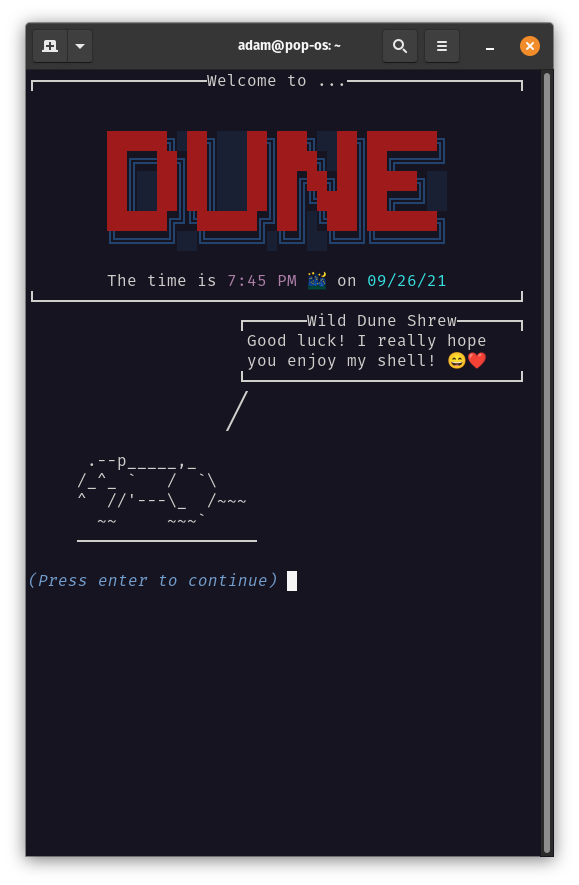 adam@pop-os: ~
Welcome to ...
DUNE
The time is 7:45 PM 🌃 on 09/26/21
Wild Dune Shrew
Good luck! I really hope
you enjoy my shell! 😄❤️
(Press enter to continue)